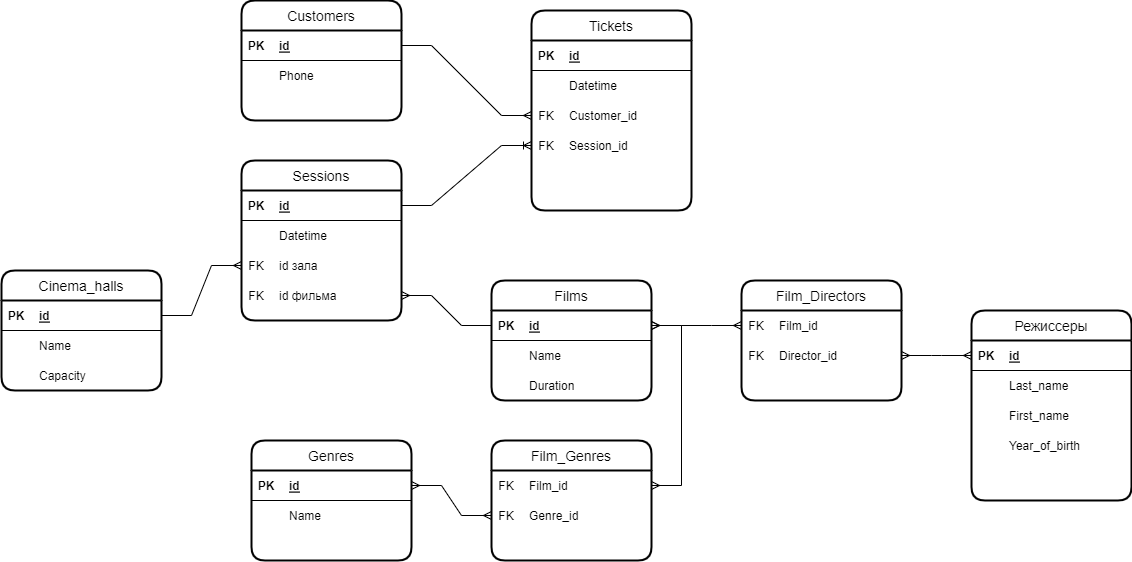 Customers
PK id
Phone
Tickets
PK id
Datetime
FK Customer_id
FK Session_id
Sessions
PK id
Datetime
FK id зала
FK id фильма
Cinema_halls
PK id
Name
Capacity
Films
PK id
Name
Duration
Film_Directors
FK Film_id
FK Director_id
Режиссеры
PK id
Last_name
First_name
Year_of_birth
Genres
PK id
Name
Film_Genres
FK Film_id
FK Genre_id